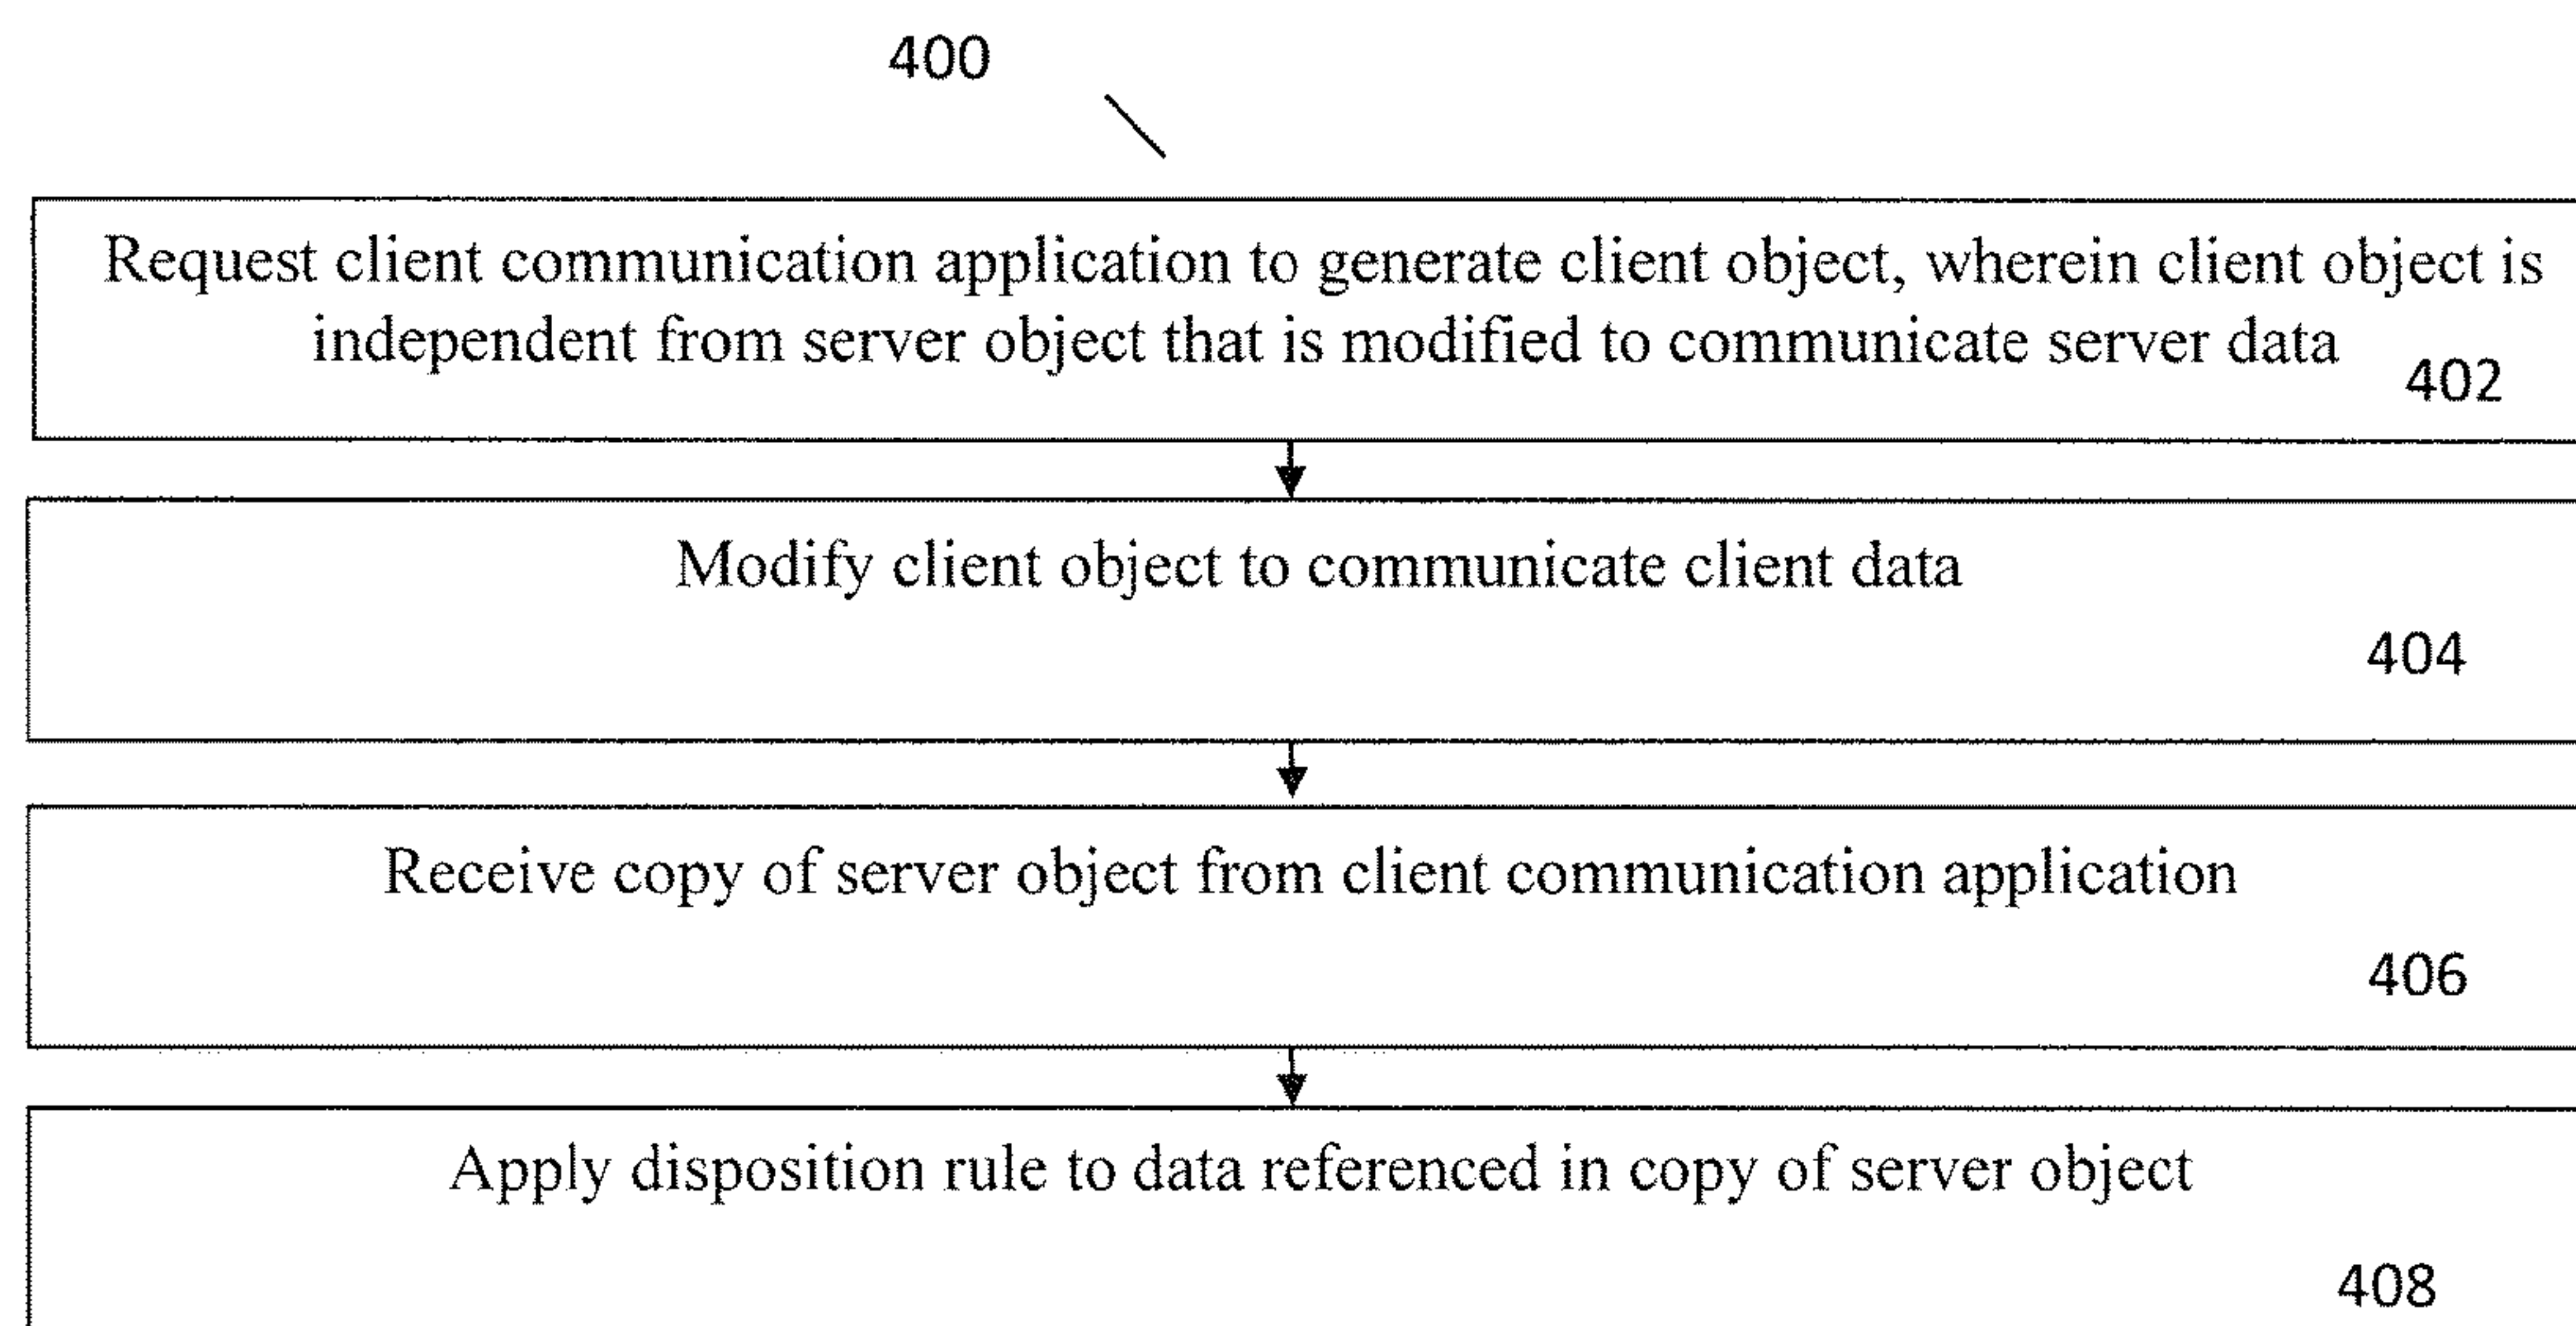 400
Request client communication application to generate client object, wherein client object is
independent from server object that is modified to communicate server data
402
Modify client object to communicate client data
404
Receive copy of server object from client communication application
406
Apply disposition rule to data referenced in copy of server object
408